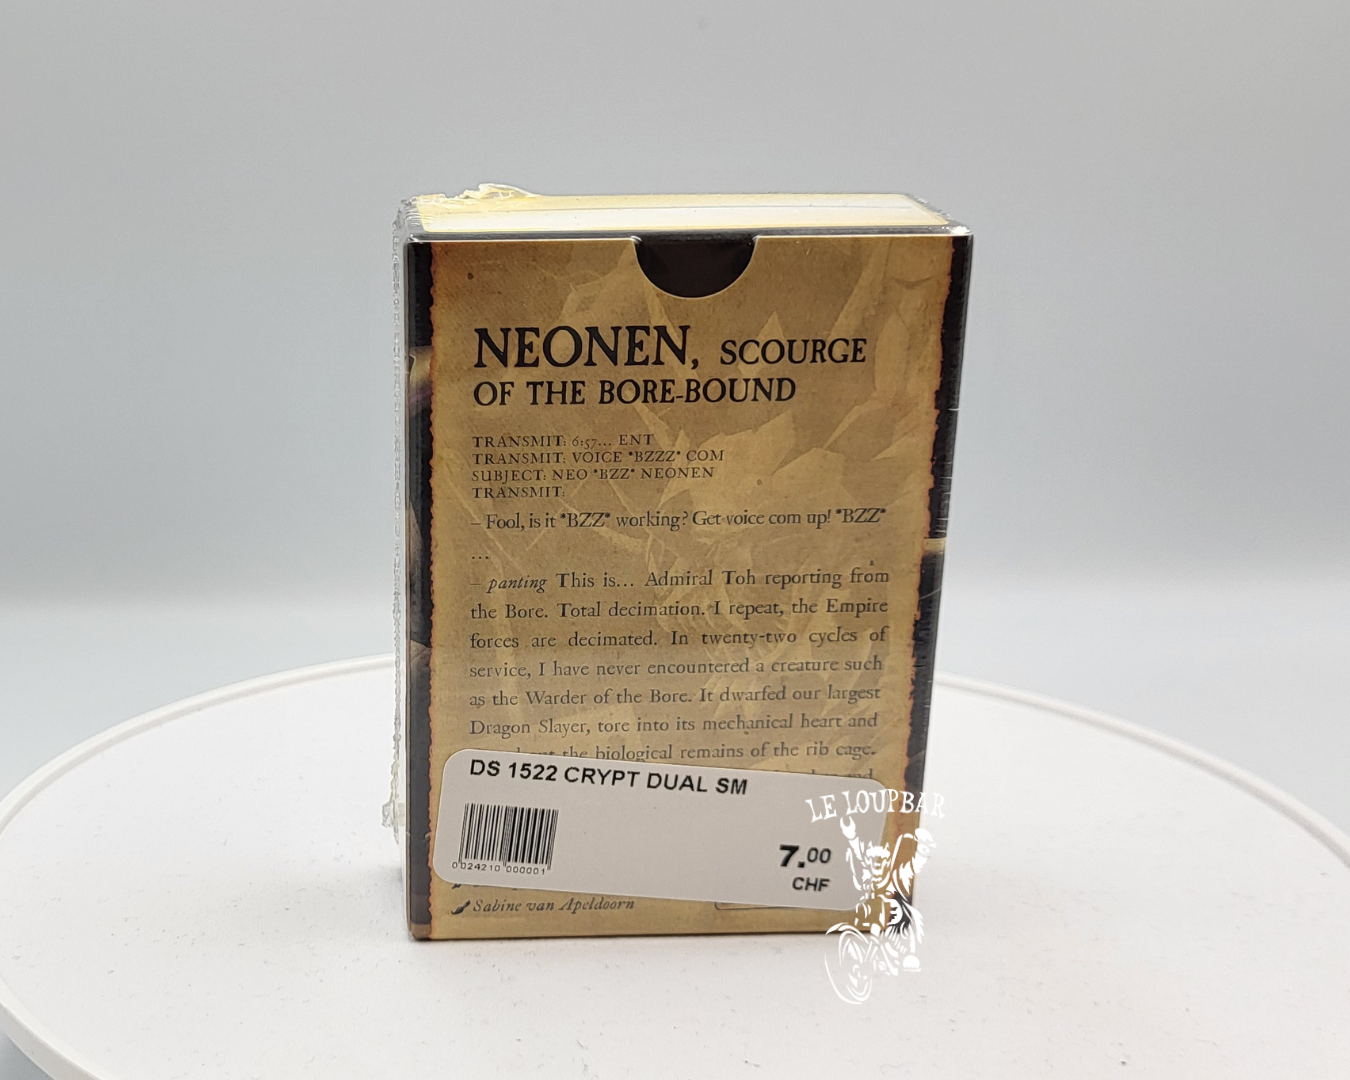 NEONEN, SCOURGE
OF THE BORE-BOUND
TRANSMIT: 6:57... ENT
TRANSMIT: VOICE *BZZZ* COM
SUBJECT: NEO *BZZ* NEONEN
TRANSMIT:
– Fool, is it *BZZ* working? Get voice com up! *BZZ*
...
– panting This is... Admiral Toh reporting from
the Bore. Total decimation. I repeat, the Empire
forces are decimated. In twenty-two cycles of
service, I have never encountered a creature such
as the Warder of the Bore. It dwarfed our largest
Dragon Slayer, tore into its mechanical heart and
the biological remains of the rib cage.
DS 1522 CRYPT DUAL SM
0 024210 000001
7.00
CHF
Sabine van Apeldoorn
LE LOUPBAR